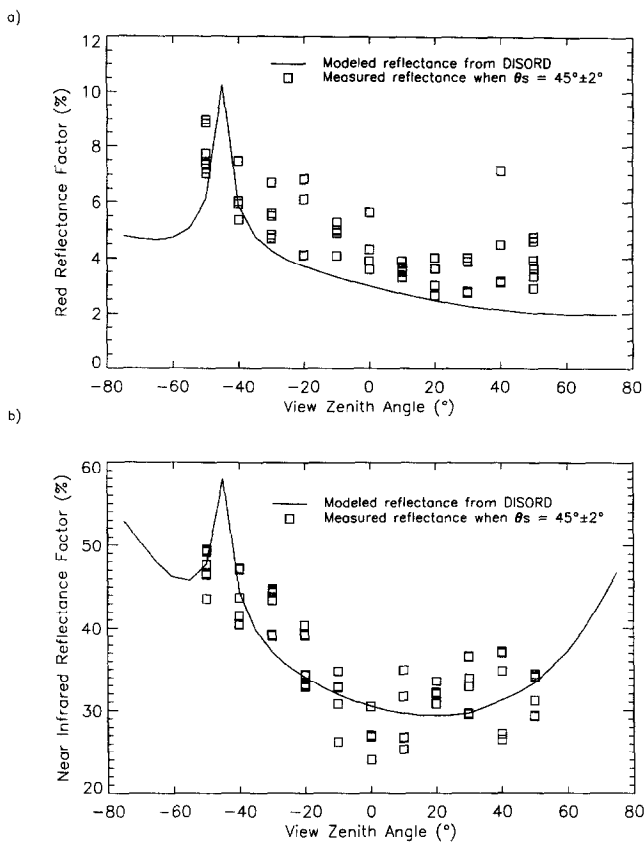 a)
12
10
8
6
4
2
0
Red Reflectance Factor (%)
Modeled reflectance from DISORD
Measured reflectance when θs = 45°±2°
−80 −60 −40 −20 0 20 40 60 80
View Zenith Angle (°)
b)
60
50
40
30
20
Near Infrared Reflectance Factor (%)
Modeled reflectance from DISORD
Measured reflectance when θs = 45°±2°
−80 −60 −40 −20 0 20 40 60 80
View Zenith Angle (°)